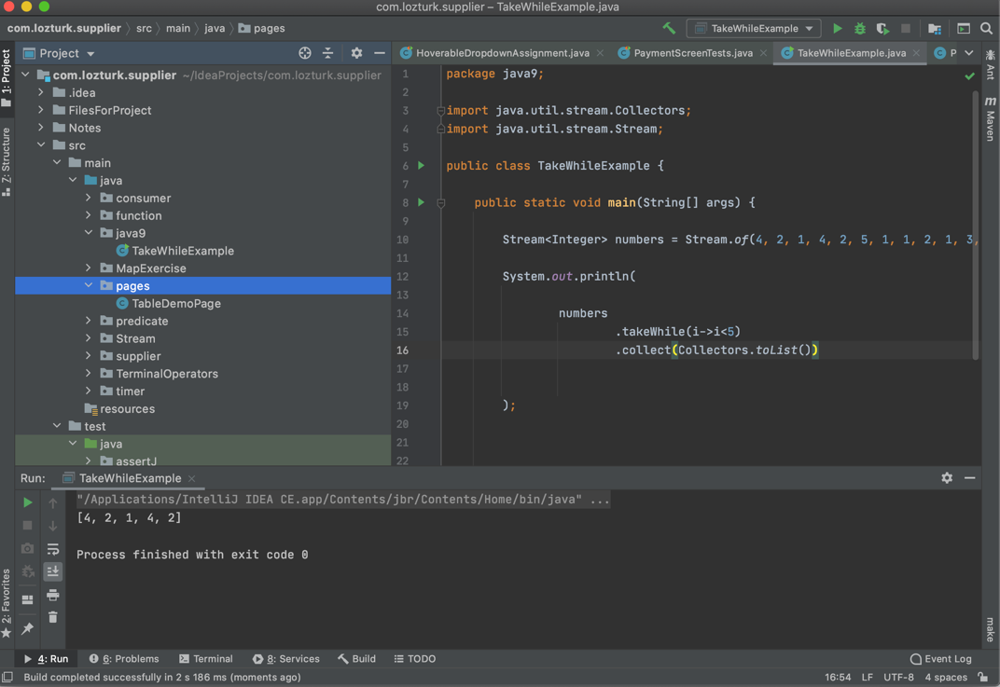 com.lozturk.supplier – TakeWhileExample.java
com.lozturk.supplier src main java pages
TakeWhileExample
1: Project
Z: Structure
2: Favorites
Project
com.lozturk.supplier ~/IdeaProjects/com.lozturk.supplier
.idea
FilesForProject
Notes
src
main
java
consumer
function
java9
TakeWhileExample
MapExercise
pages
TableDemoPage
predicate
Stream
supplier
TerminalOperators
timer
resources
test
java
assertJ
HoverableDropdownAssignment.java PaymentScreenTests.java TakeWhileExample.java P
1 package java9;
2
3 import java.util.stream.Collectors;
4 import java.util.stream.Stream;
5
6 public class TakeWhileExample {
7
8 public static void main(String[] args) {
9
10 Stream<Integer> numbers = Stream.of(4, 2, 1, 4, 2, 5, 1, 1, 2, 1, 3,
11
12 System.out.println(
13
14 numbers
15 .takeWhile(i->i<5)
16 .collect(Collectors.toList())
17
18
19 );
20
21
22
Ant
m Maven
make
Run: TakeWhileExample
"/Applications/IntelliJ IDEA CE.app/Contents/jbr/Contents/Home/bin/java" ...
[4, 2, 1, 4, 2]
Process finished with exit code 0
4: Run 6: Problems Terminal 8: Services Build TODO Event Log
Build completed successfully in 2 s 186 ms (moments ago) 16:54 LF UTF-8 4 spaces